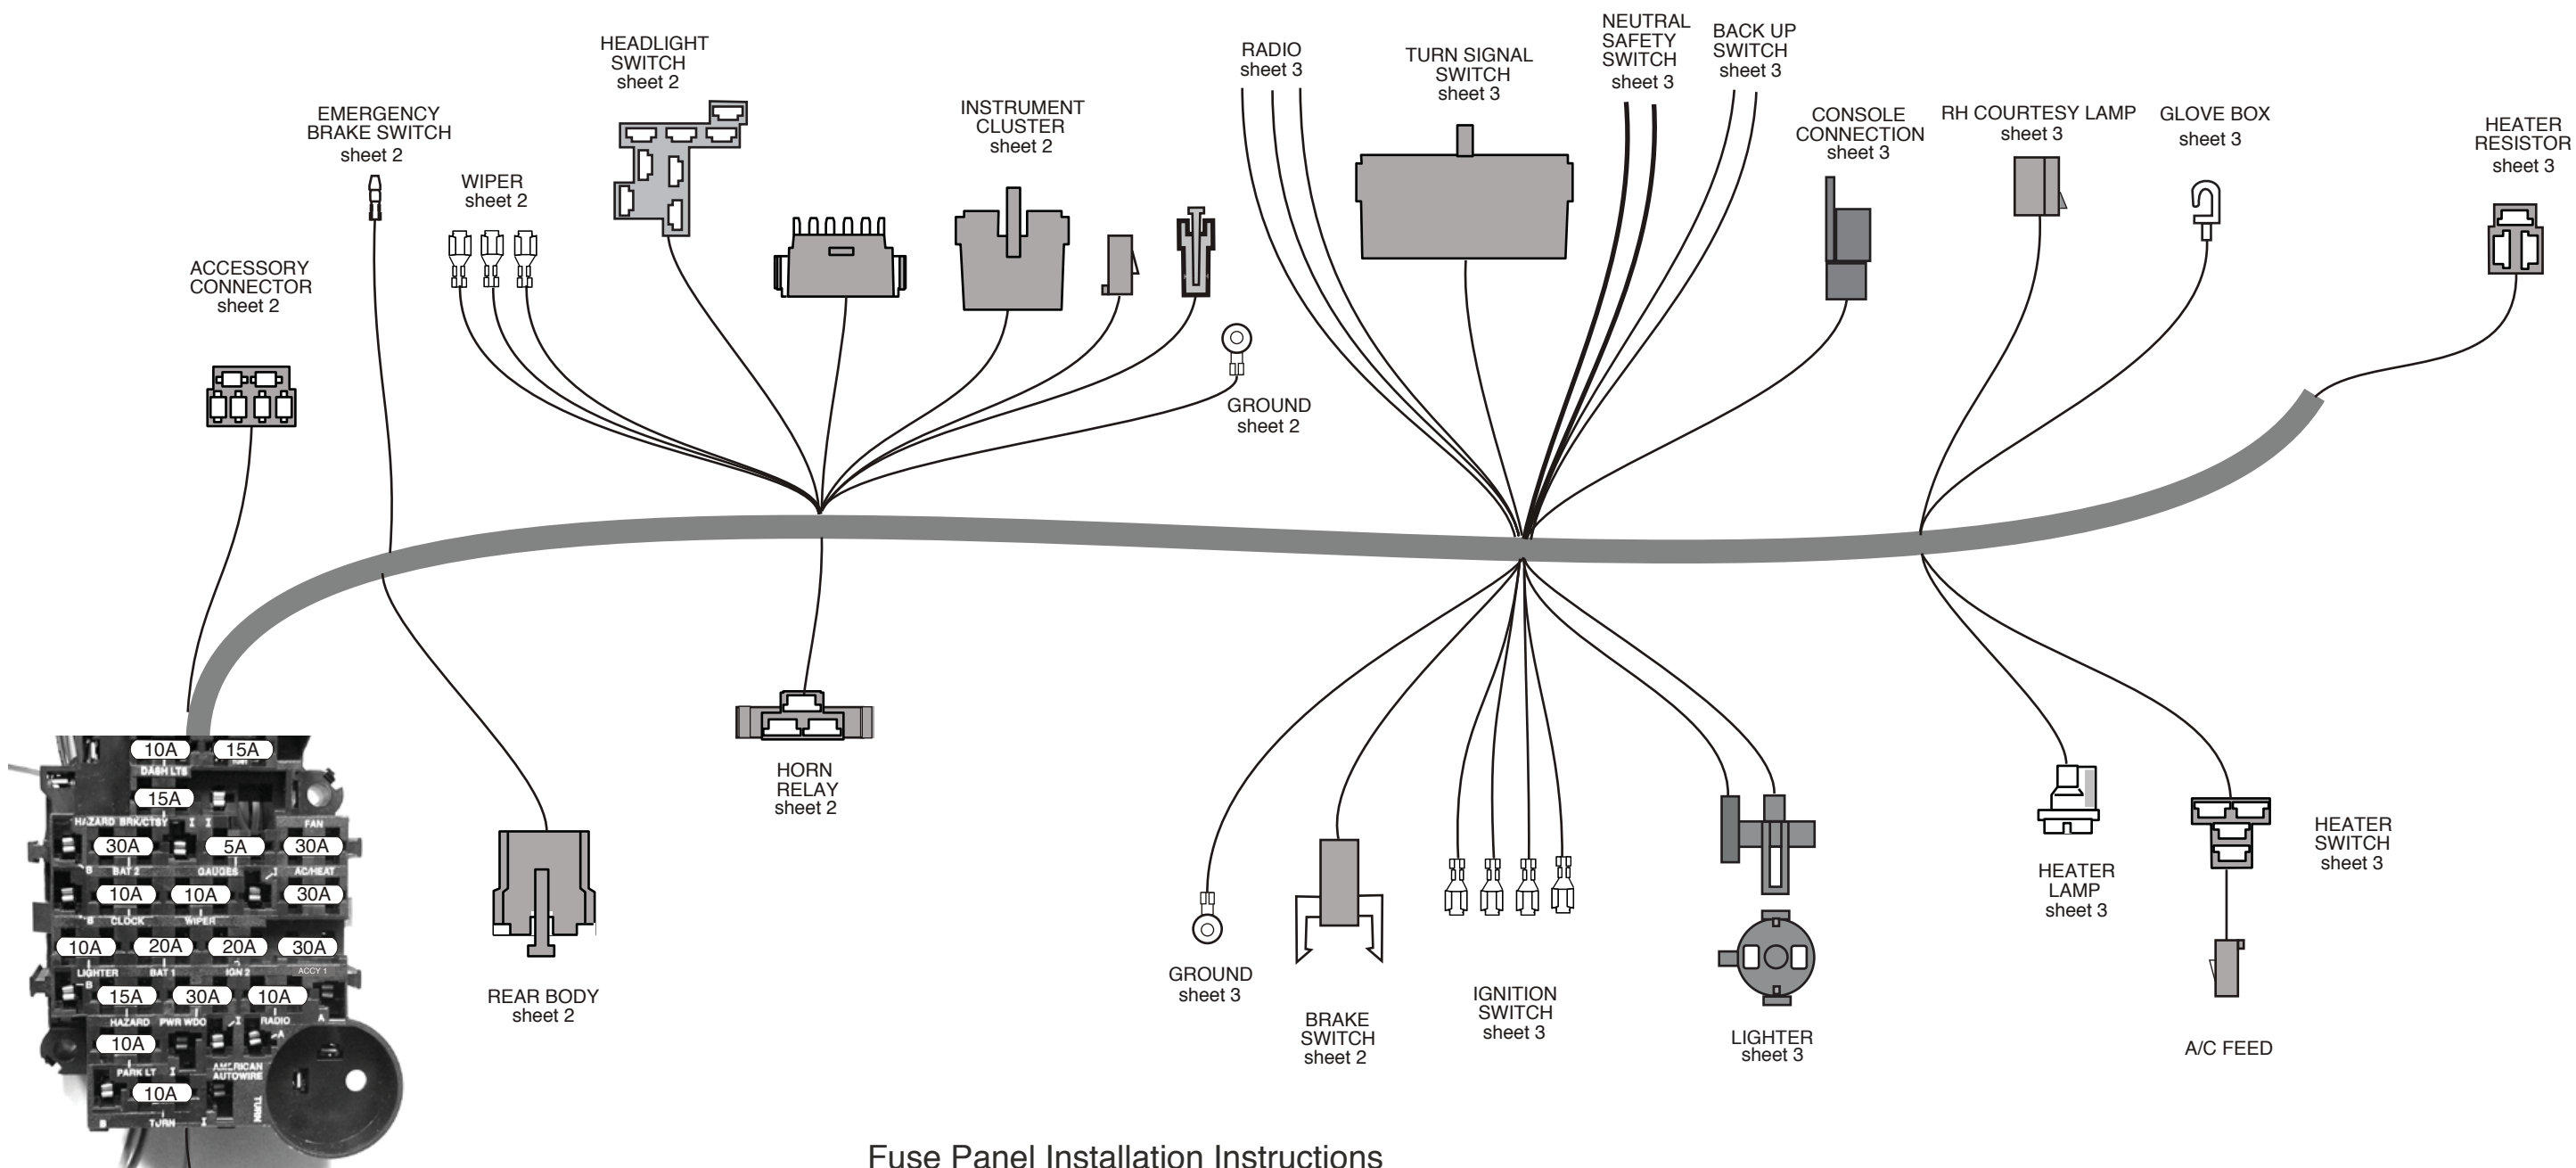 HEADLIGHT
SWITCH
sheet 2
EMERGENCY
BRAKE SWITCH
sheet 2
WIPER
sheet 2
ACCESSORY
CONNECTOR
sheet 2
INSTRUMENT
CLUSTER
sheet 2
GROUND
sheet 2
RADIO
sheet 3
TURN SIGNAL
SWITCH
sheet 3
NEUTRAL
SAFETY
SWITCH
sheet 3
BACK UP
SWITCH
sheet 3
CONSOLE
CONNECTION
sheet 3
RH COURTESY LAMP
sheet 3
GLOVE BOX
sheet 3
HEATER
RESISTOR
sheet 3
10A 15A
DASH LTS
15A
HAZARD BRK/CTSY I I FAN
30A 5A 30A
B BAT 2 GAUGES I AC/HEAT
10A 10A 30A
B CLOCK WIPER
10A 20A 20A 30A
LIGHTER BAT 1 IGN 2 ACCY 1
B
15A 30A 10A
HAZARD PWR WDO I RADIO A
10A A
PARK LT I AMERICAN
AUTOWIRE
10A
TURN
B TURN I
REAR BODY
sheet 2
HORN
RELAY
sheet 2
GROUND
sheet 3
BRAKE
SWITCH
sheet 2
IGNITION
SWITCH
sheet 3
LIGHTER
sheet 3
HEATER
LAMP
sheet 3
HEATER
SWITCH
sheet 3
A/C FEED
Fuse Panel Installation Instructions